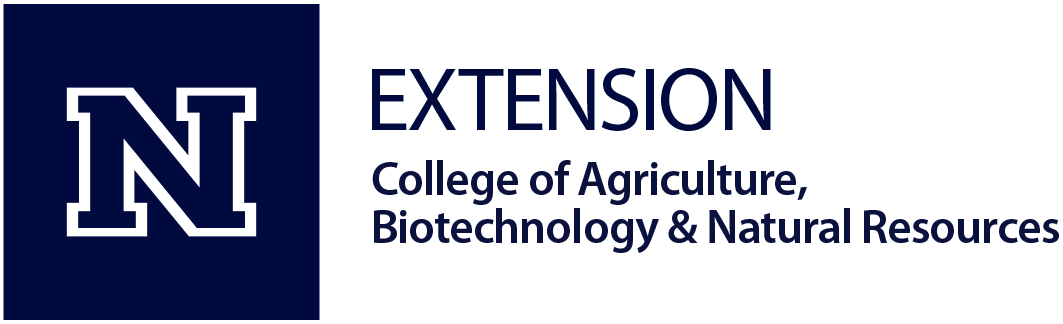 N
EXTENSION
College of Agriculture,
Biotechnology & Natural Resources